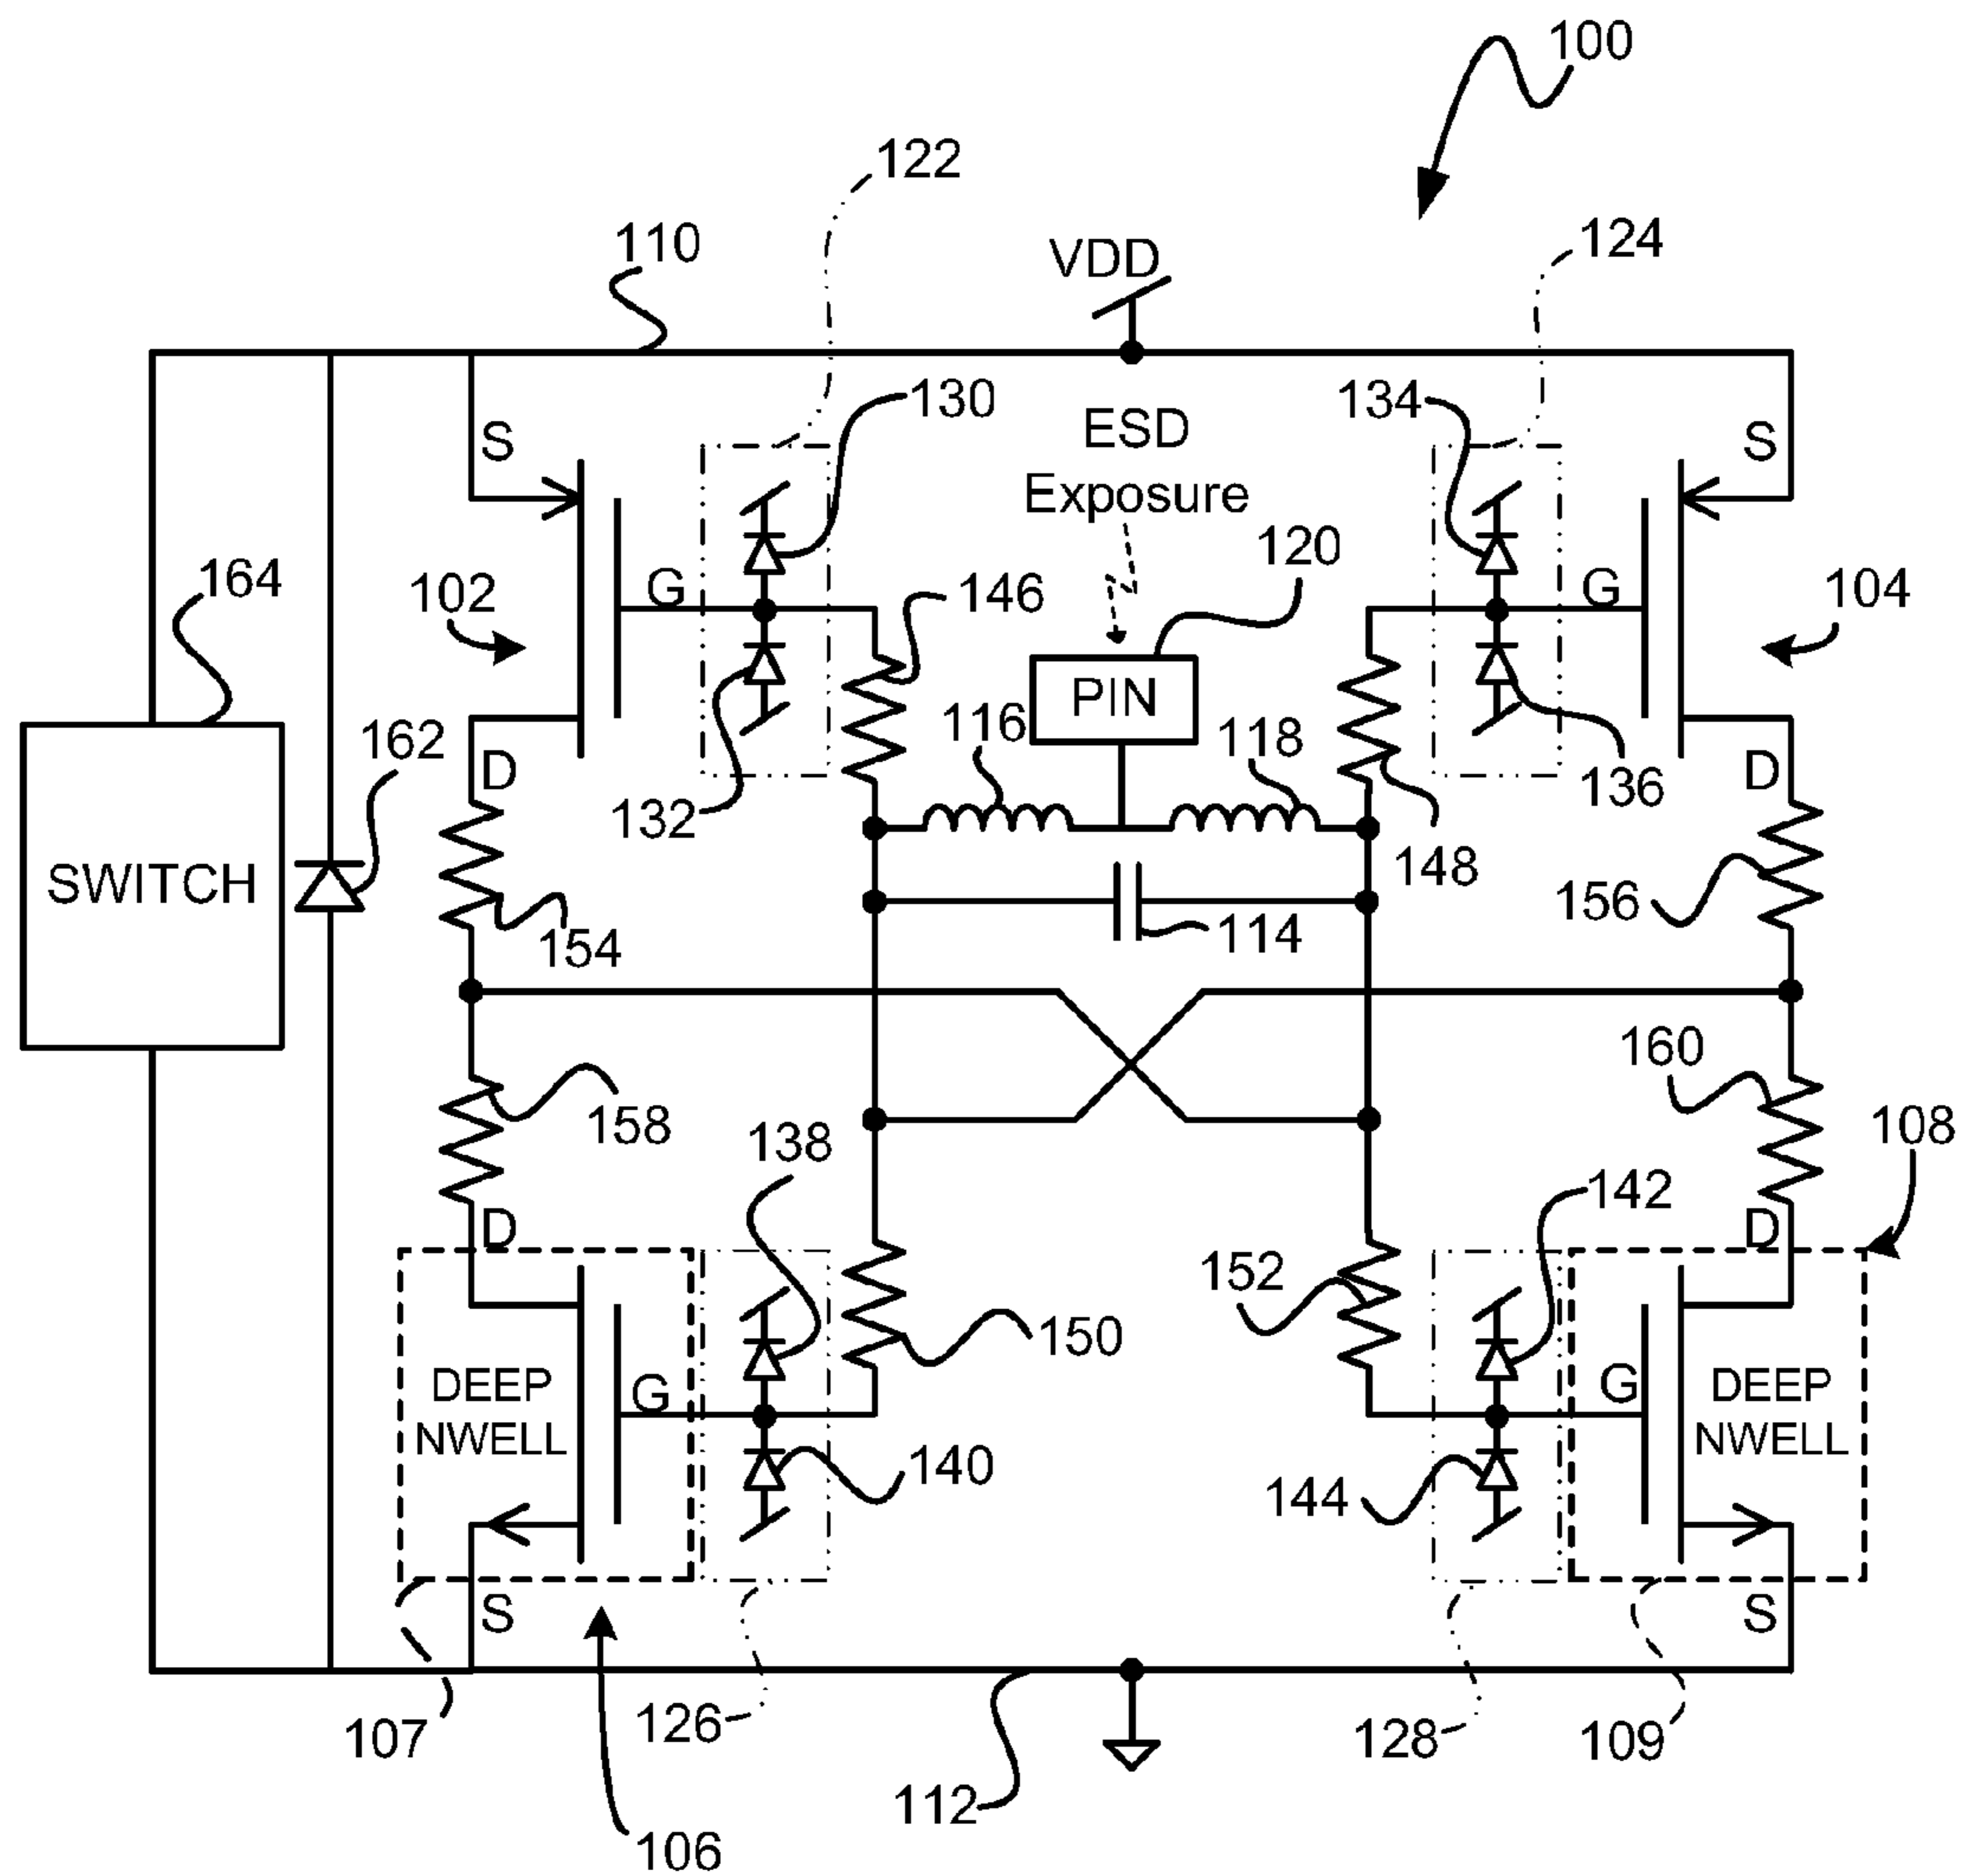 100
122
124
110
VDD
130
134
ESD
Exposure
S
S
120
164
102
G
146
G
104
PIN
116
118
162
D
132
136
D
SWITCH
148
156
154
114
160
158
138
108
D
142
D
152
150
DEEP
NWELL
G
G
DEEP
NWELL
140
144
S
S
107
126
128
109
112
106